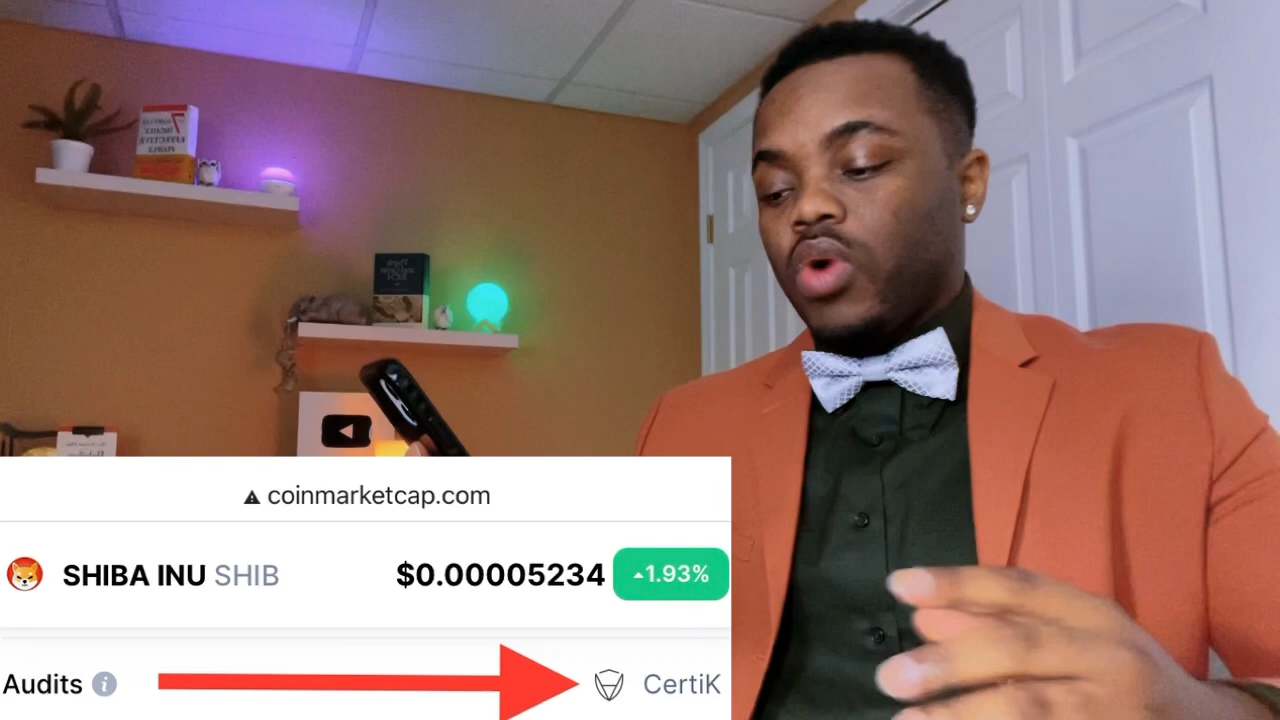 coinmarketcap.com
SHIBA INU SHIB $0.00005234 1.93%
Audits i CertiK